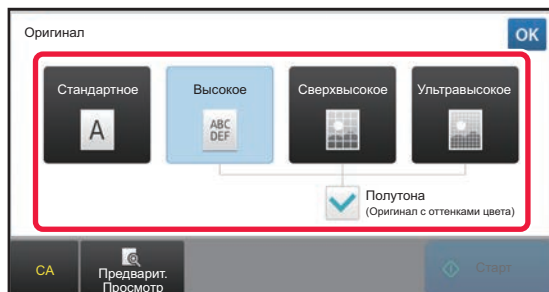 Оригинал
OK
Стандартное
Высокое
Сверхвысокое
Ультравысокое
A
ABC
DEF
Полутона
(Оригинал с оттенками цвета)
CA
Предварит.
Просмотр
Старт